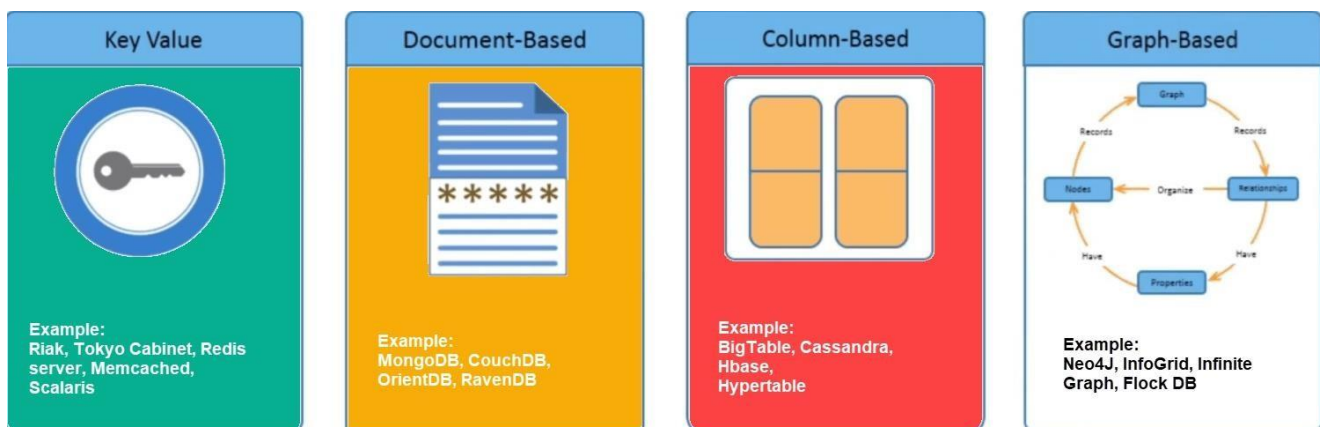 Key Value
Example:
Riak, Tokyo Cabinet, Redis
server, Memcached,
Scalaris
Document-Based
*****
Example:
MongoDB, CouchDB,
OrientDB, RavenDB
Column-Based
Example:
BigTable, Cassandra,
Hbase,
Hypertable
Graph-Based
Graph
Records
Records
Nodes
Organize
Relationships
Have
Have
Properties
Example:
Neo4J, InfoGrid, Infinite
Graph, Flock DB